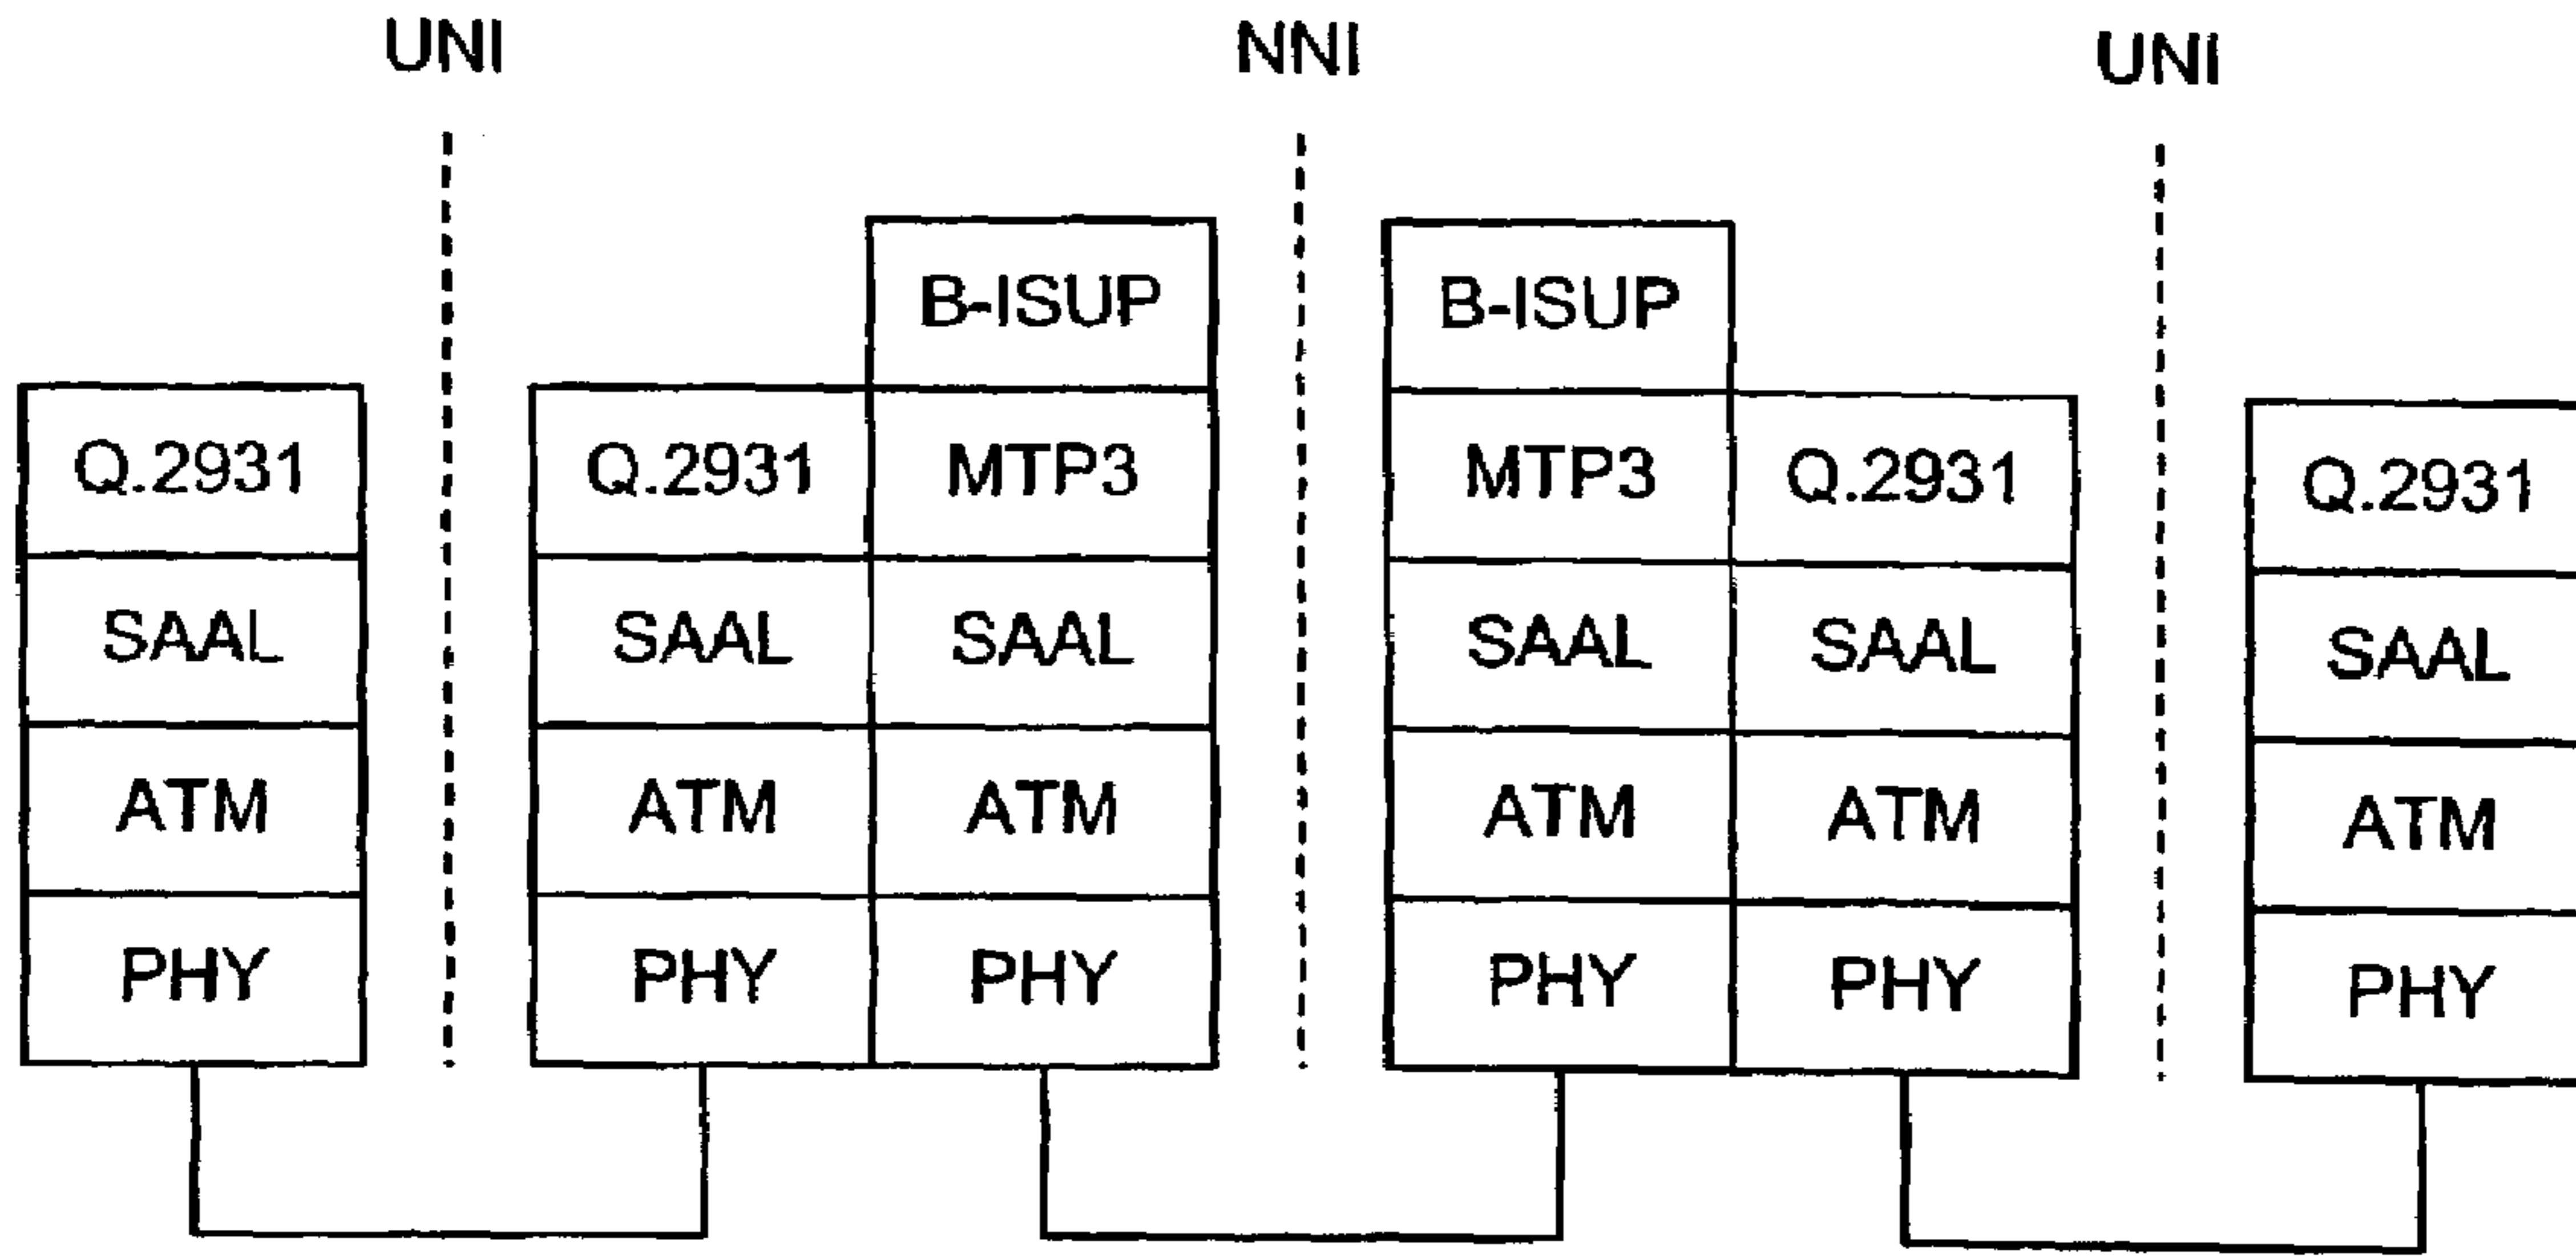 UNI NNI UNI
B-ISUP B-ISUP
Q.2931 Q.2931 MTP3 MTP3 Q.2931 Q.2931
SAAL SAAL SAAL SAAL SAAL SAAL
ATM ATM ATM ATM ATM ATM
PHY PHY PHY PHY PHY PHY